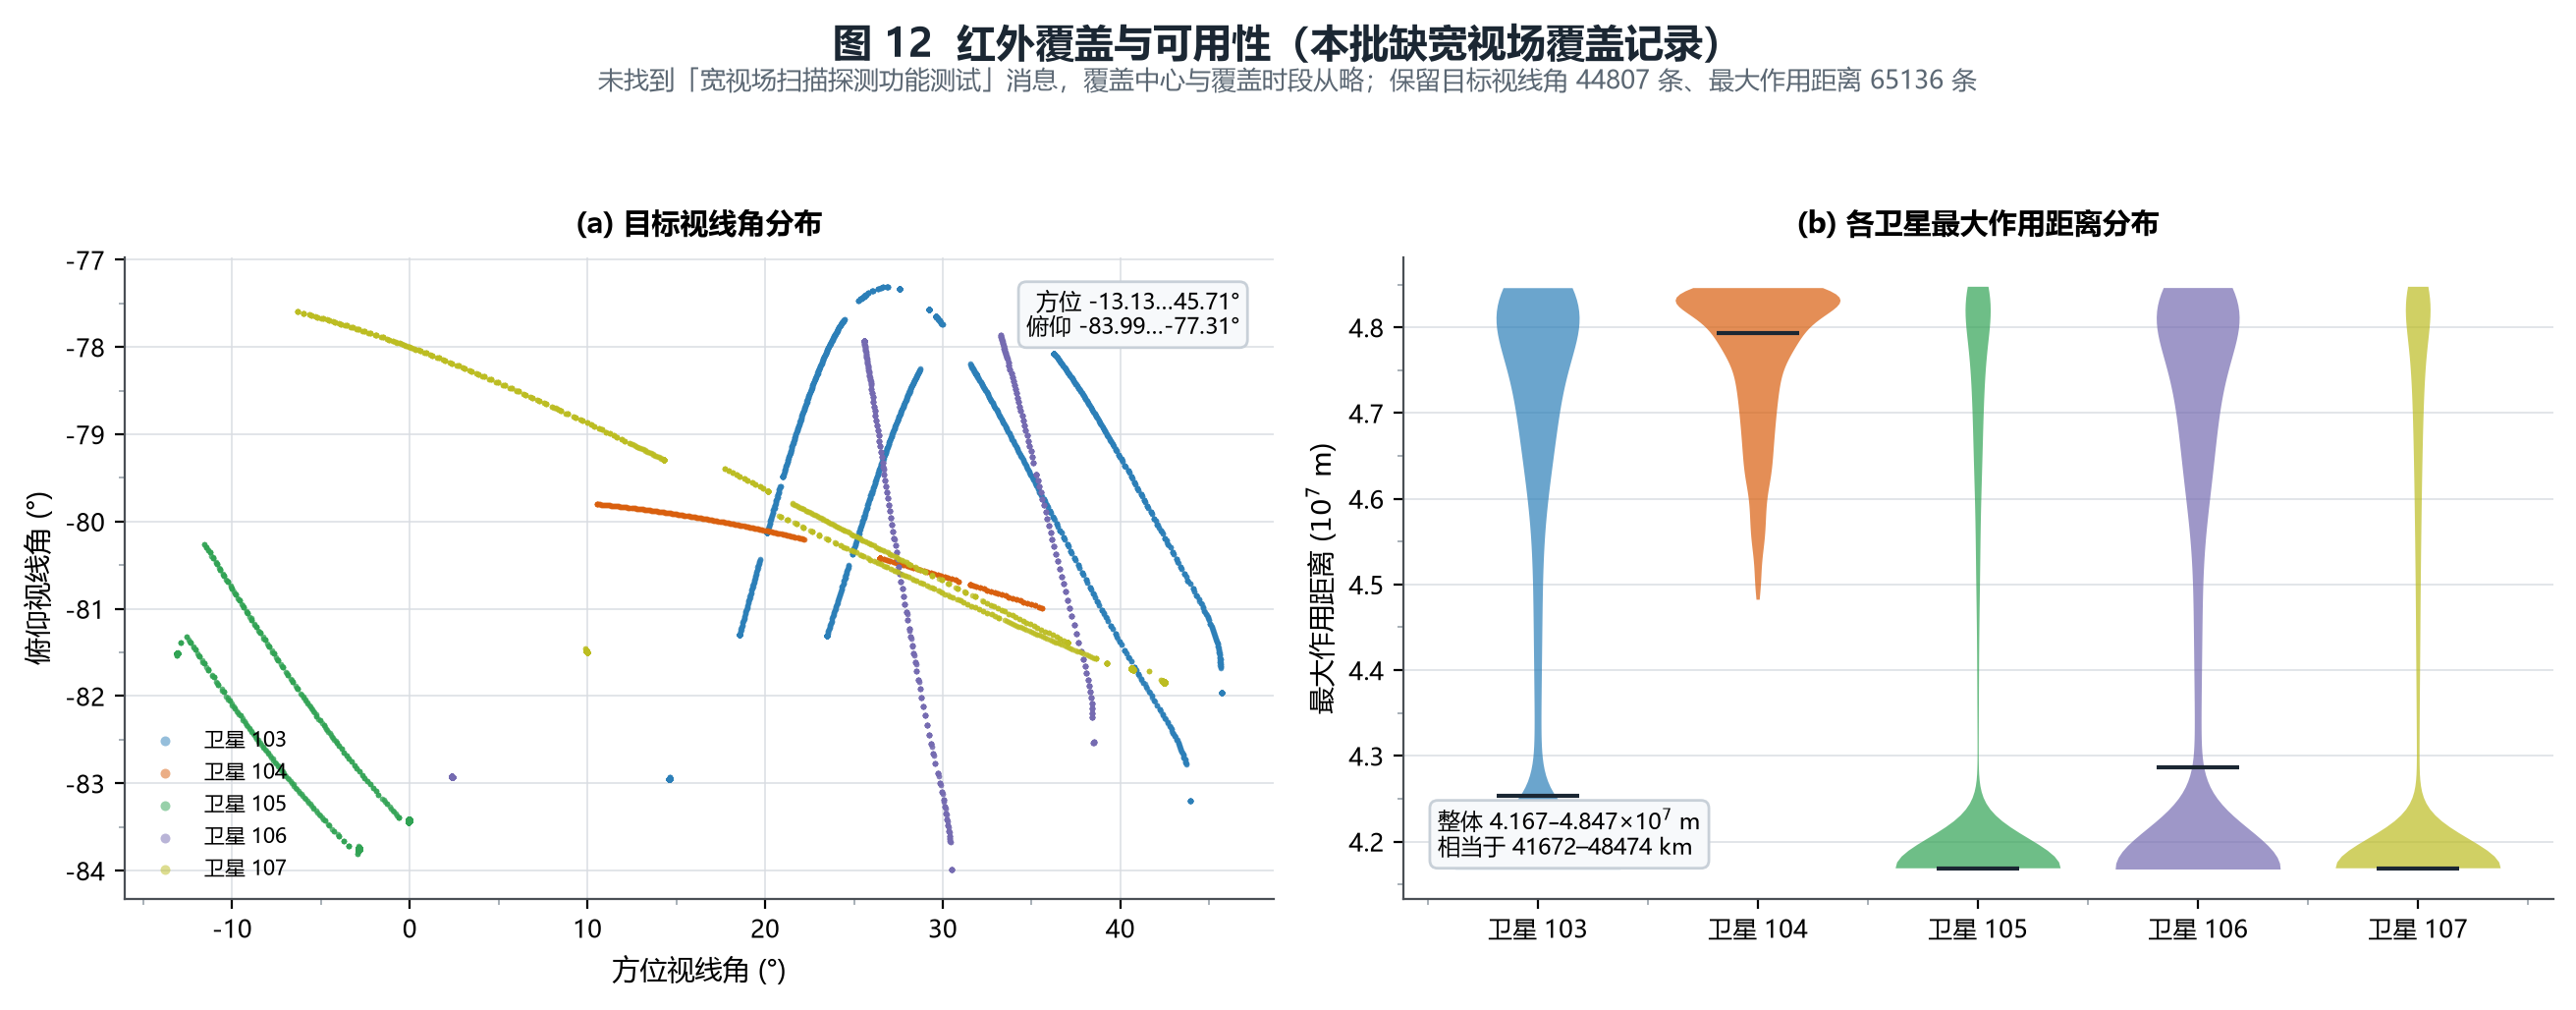 图 12 红外覆盖与可用性（本批缺宽视场覆盖记录）
未找到「宽视场扫描探测功能测试」消息，覆盖中心与覆盖时段从略；保留目标视线角 44807 条、最大作用距离 65136 条
(a) 目标视线角分布
-77
-78
-79
-80
-81
-82
-83
-84
俯仰视线角 (°)
方位 -13.13…45.71°
俯仰 -83.99…-77.31°
卫星 103
卫星 104
卫星 105
卫星 106
卫星 107
-10 0 10 20 30 40
方位视线角 (°)
(b) 各卫星最大作用距离分布
4.8
4.7
4.6
4.5
4.4
4.3
4.2
最大作用距离 (10⁷ m)
整体 4.167–4.847×10⁷ m
相当于 41672–48474 km
卫星 103 卫星 104 卫星 105 卫星 106 卫星 107